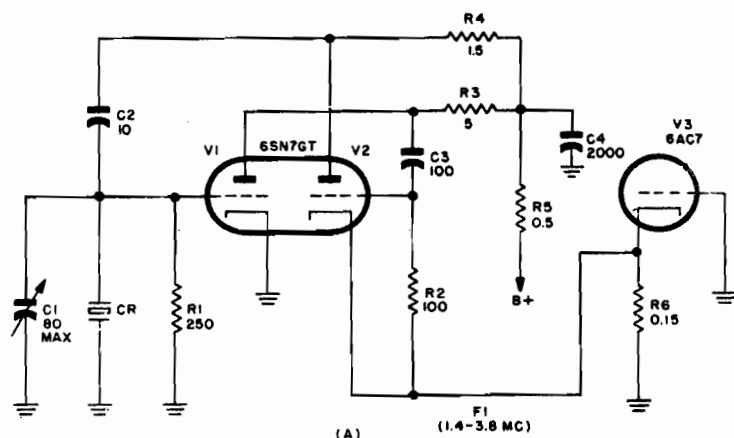 R4
1.5
R3
5
C2
10
V1
6SN7GT
V2
C3
100
C4
2000
V3
6AC7
R5
0.5
C1
80
MAX
CR
R1
250
R2
100
B+
R6
0.15
F1
(1.4-3.8 MC)
(A)